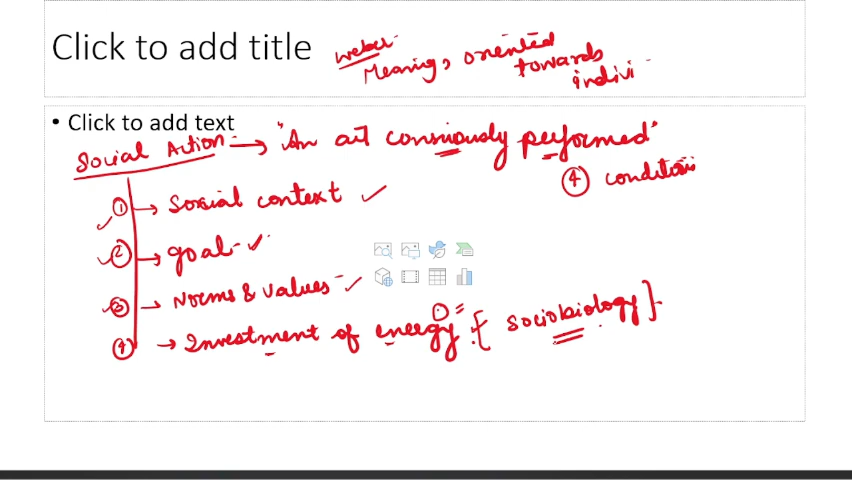 Click to add title
Weber
Meaning, oriented
towards
indivi
• Click to add text
Social Action → "An act consciously performed"
④ conditions
① → Social context ✓
② → goal ✓
③ → Norms & values ✓
④ → Investment of energy {sociobiology}